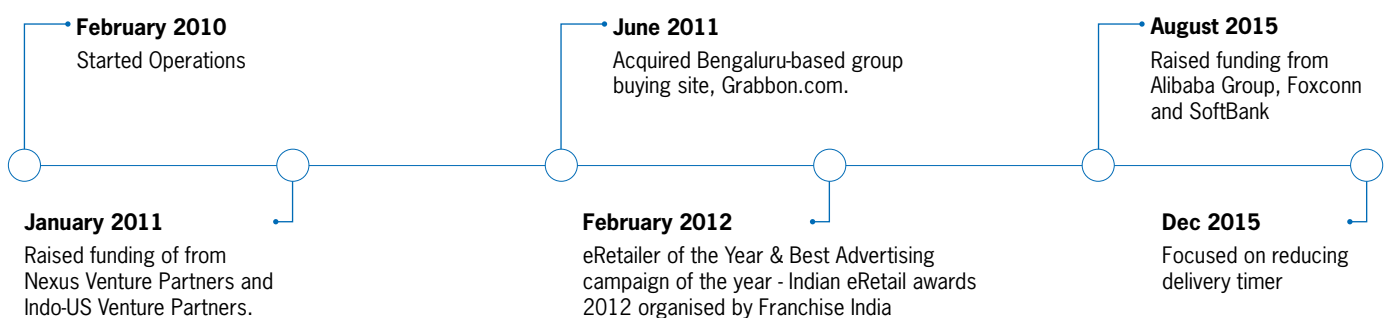 February 2010
Started Operations
June 2011
Acquired Bengaluru-based group
buying site, Grabbon.com.
August 2015
Raised funding from
Alibaba Group, Foxconn
and SoftBank
January 2011
Raised funding of from
Nexus Venture Partners and
Indo-US Venture Partners.
February 2012
eRetailer of the Year & Best Advertising
campaign of the year - Indian eRetail awards
2012 organised by Franchise India
Dec 2015
Focused on reducing
delivery timer